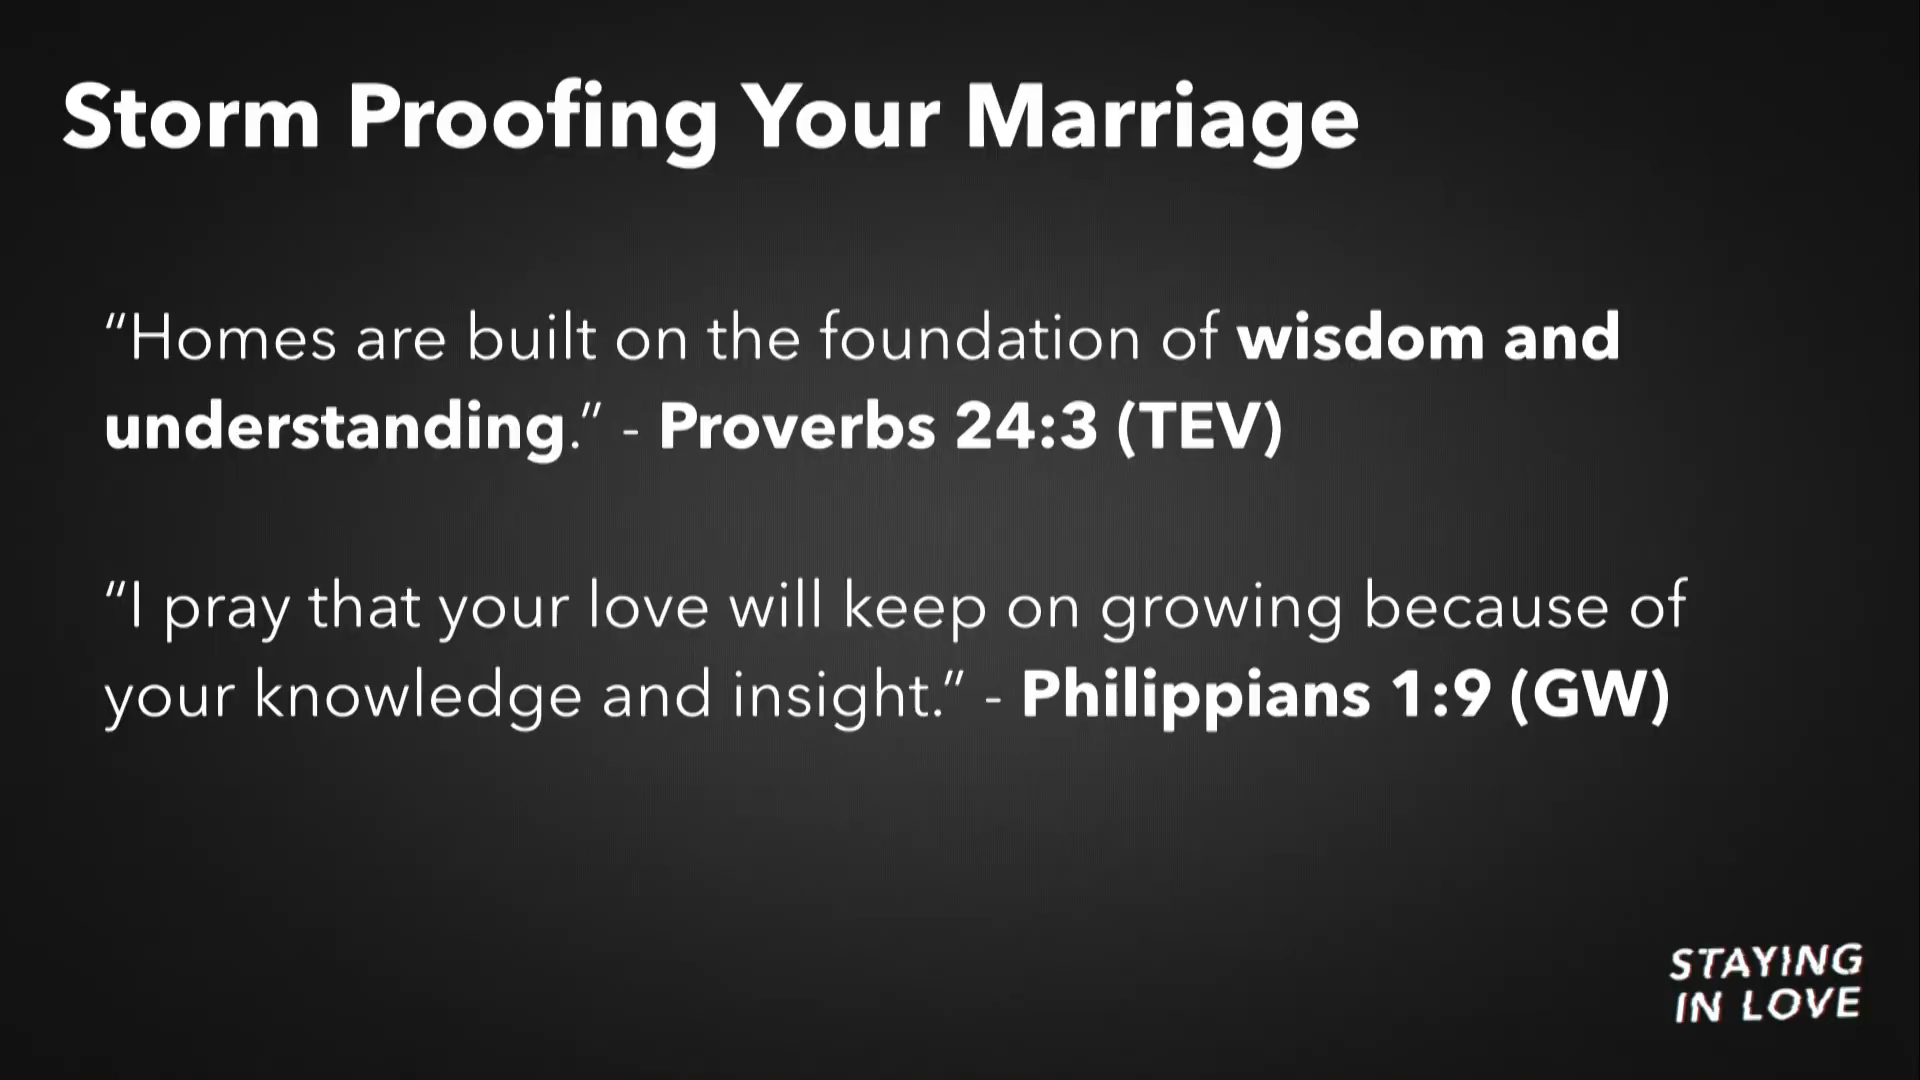 Storm Proofing Your Marriage
“Homes are built on the foundation of wisdom and
understanding.” - Proverbs 24:3 (TEV)
“I pray that your love will keep on growing because of
your knowledge and insight.” - Philippians 1:9 (GW)
STAYING
IN LOVE